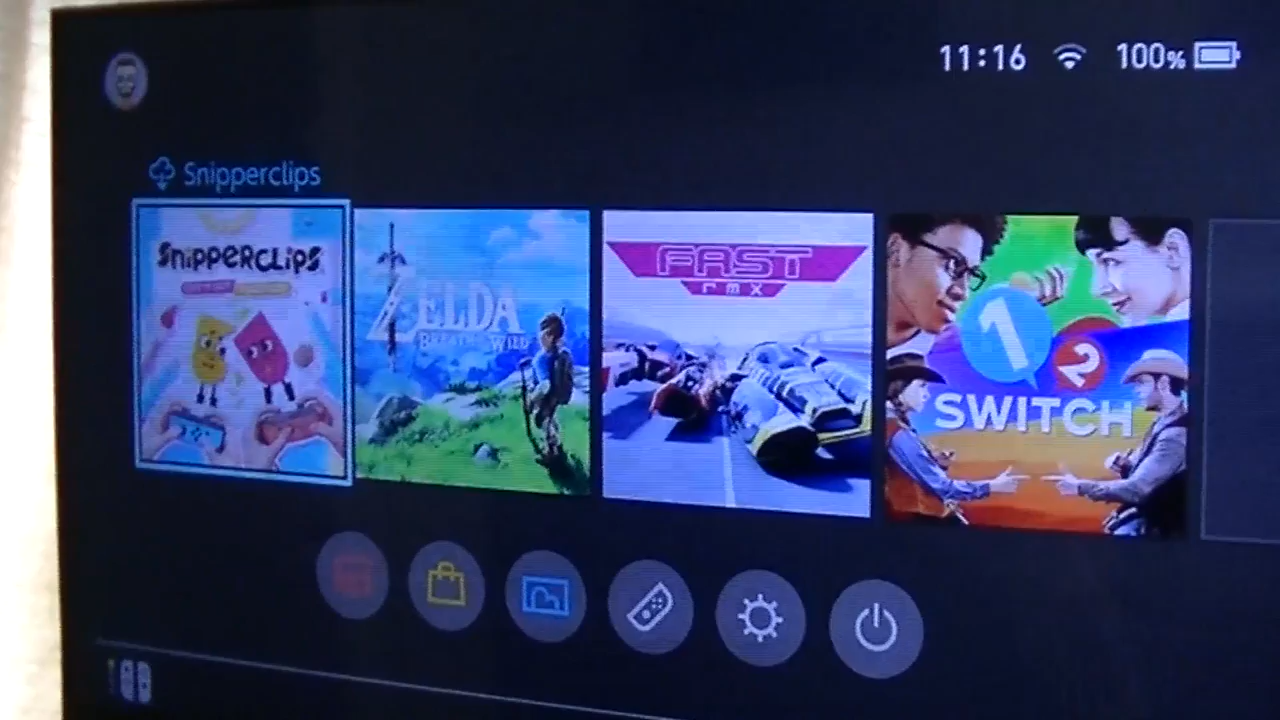 11:16 100%
Snipperclips
SNIPPERCLIPS
ZELDA
BREATH WILD
FAST
rmx
1
2
SWITCH